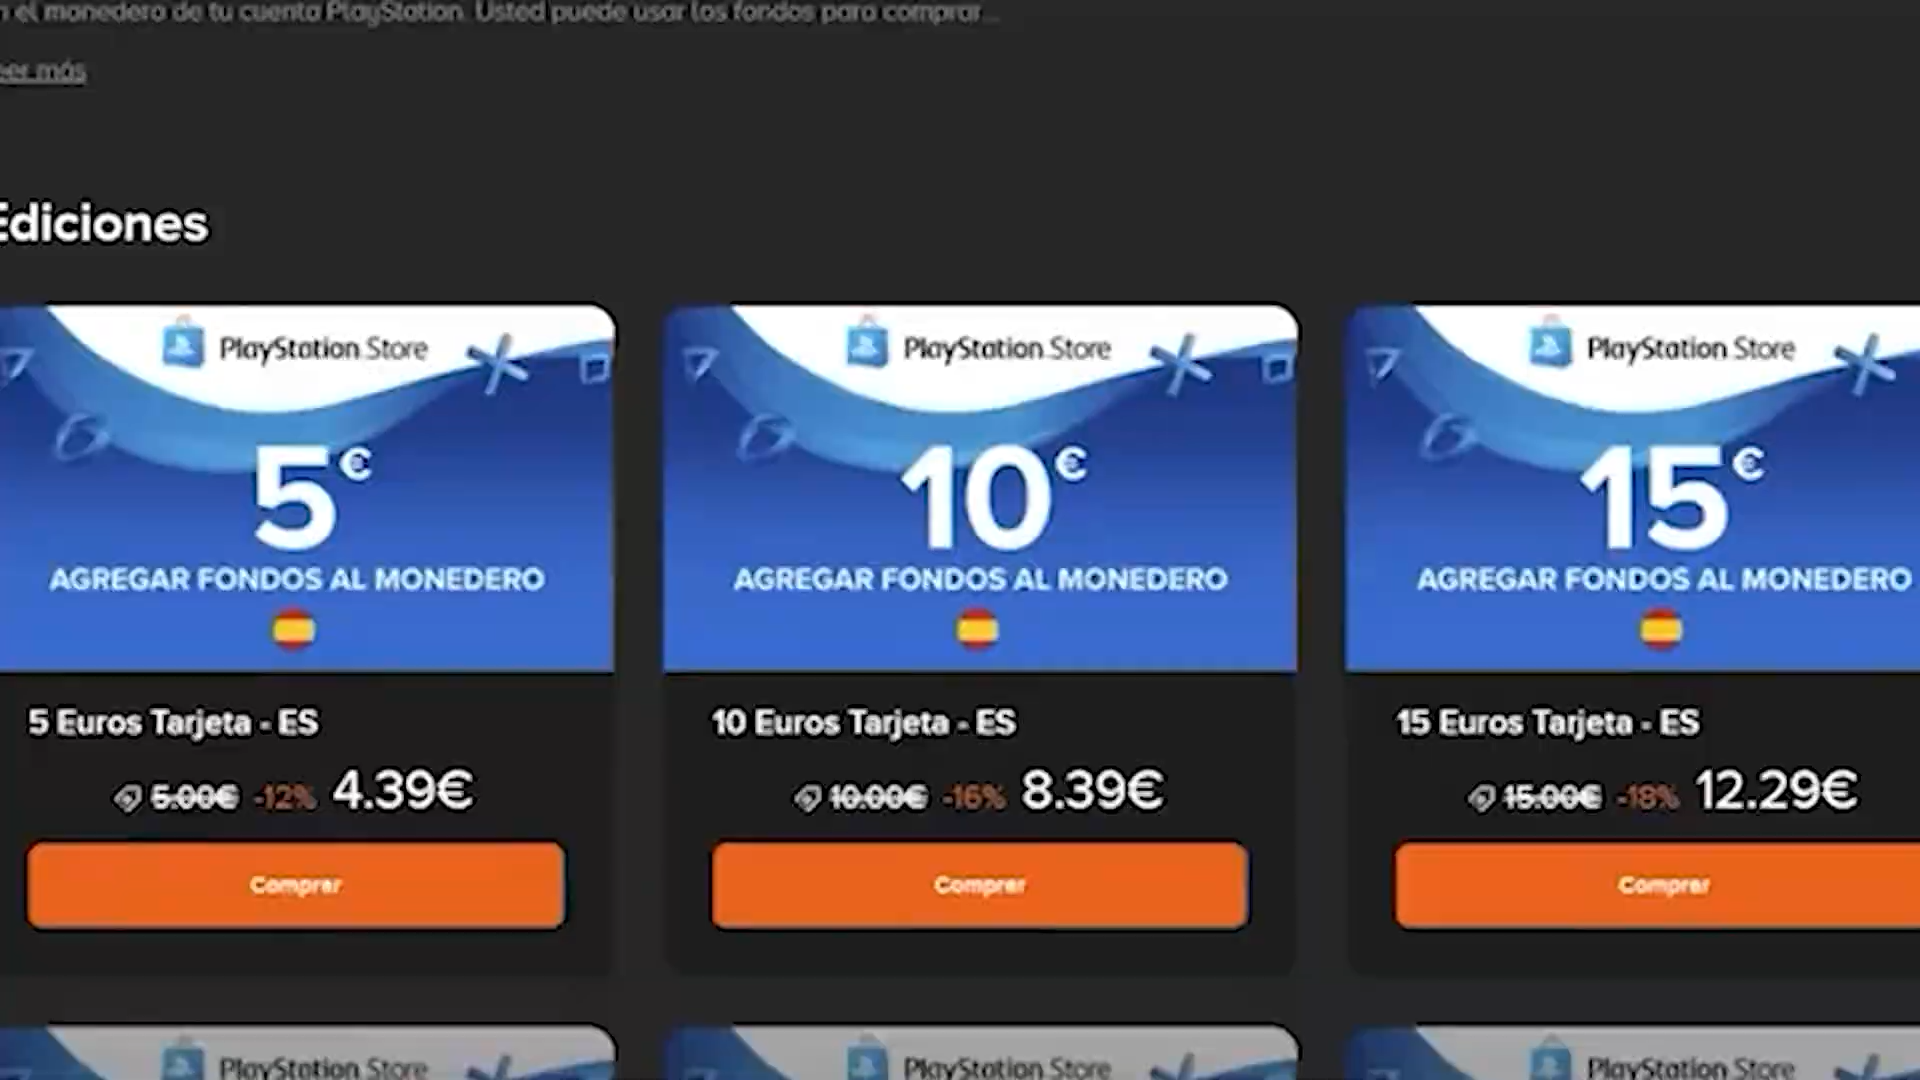 el monedero de tu cuenta PlayStation. Usted puede usar los fondos para comprar...
eer más
Ediciones
PlayStation Store
5€
AGREGAR FONDOS AL MONEDERO
5 Euros Tarjeta - ES
5.00€ -12% 4.39€
Comprar
PlayStation Store
10€
AGREGAR FONDOS AL MONEDERO
10 Euros Tarjeta - ES
10.00€ -16% 8.39€
Comprar
PlayStation Store
15€
AGREGAR FONDOS AL MONEDERO
15 Euros Tarjeta - ES
15.00€ -18% 12.29€
Comprar
PlayStation Store
PlayStation Store
PlayStation Store